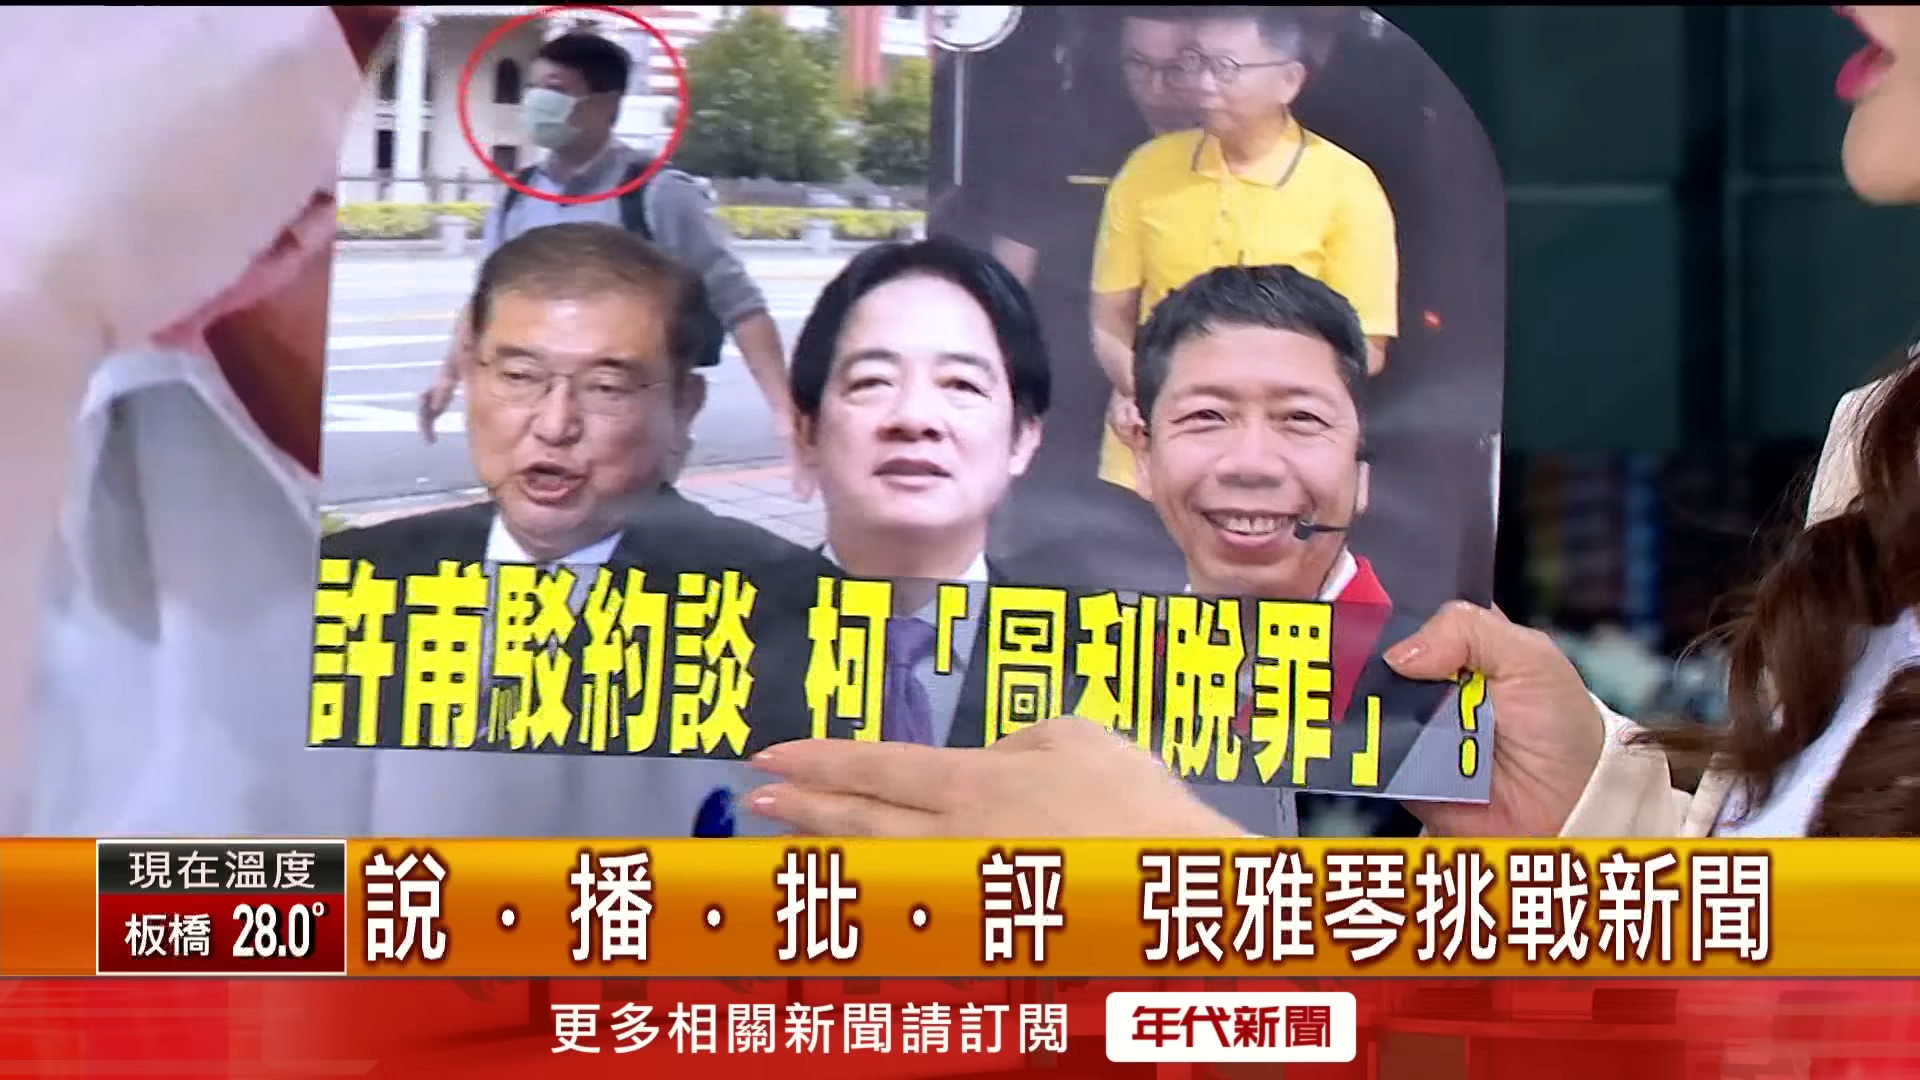 許甫駁約談 柯「圖利脫罪」?
現在溫度
板橋 28.0°
說・播・批・評 張雅琴挑戰新聞
更多相關新聞請訂閱 年代新聞